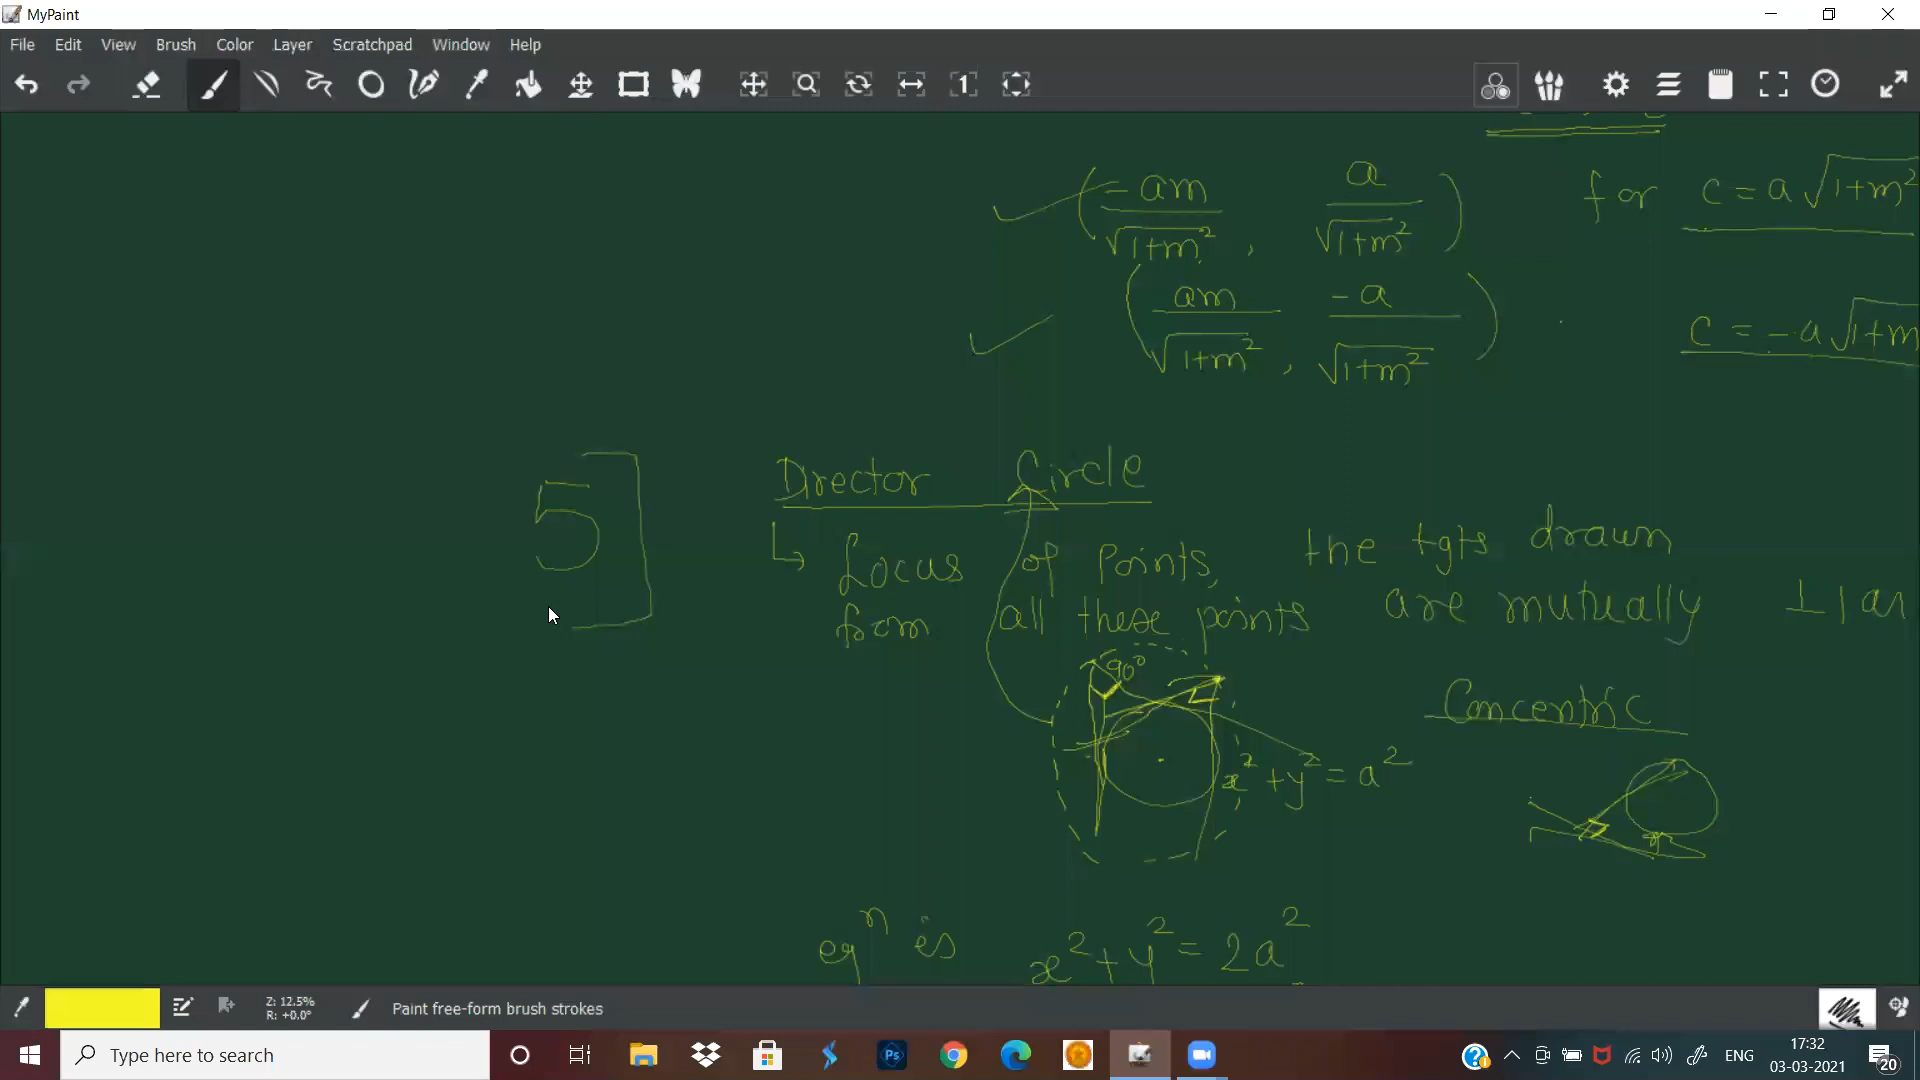 MyPaint
File Edit View Brush Color Layer Scratchpad Window Help
(-am/√(1+m²), a/√(1+m²)) for c = a√(1+m²
(am/√(1+m²), -a/√(1+m²)) c = -a√(1+m
5] Director Circle
↳ Locus of points, the tgts drawn
from all these points are mutually ⊥lar
90°
Concentric
x² + y² = a²
eqⁿ is x² + y² = 2a²
Z: 12.5%
R: +0.0°
Paint free-form brush strokes
Type here to search
Ps
ENG
17:32
03-03-2021
20